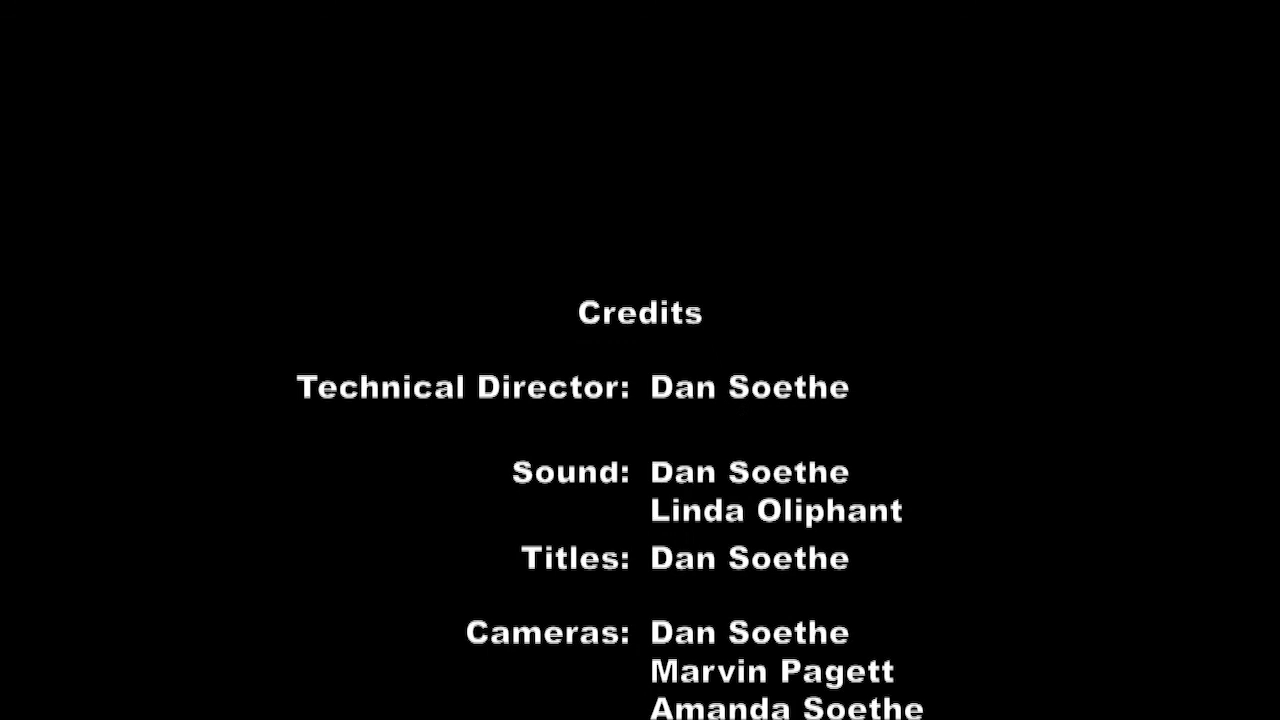 Credits
Technical Director: Dan Soethe
Sound: Dan Soethe
Linda Oliphant
Titles: Dan Soethe
Cameras: Dan Soethe
Marvin Pagett
Amanda Soethe